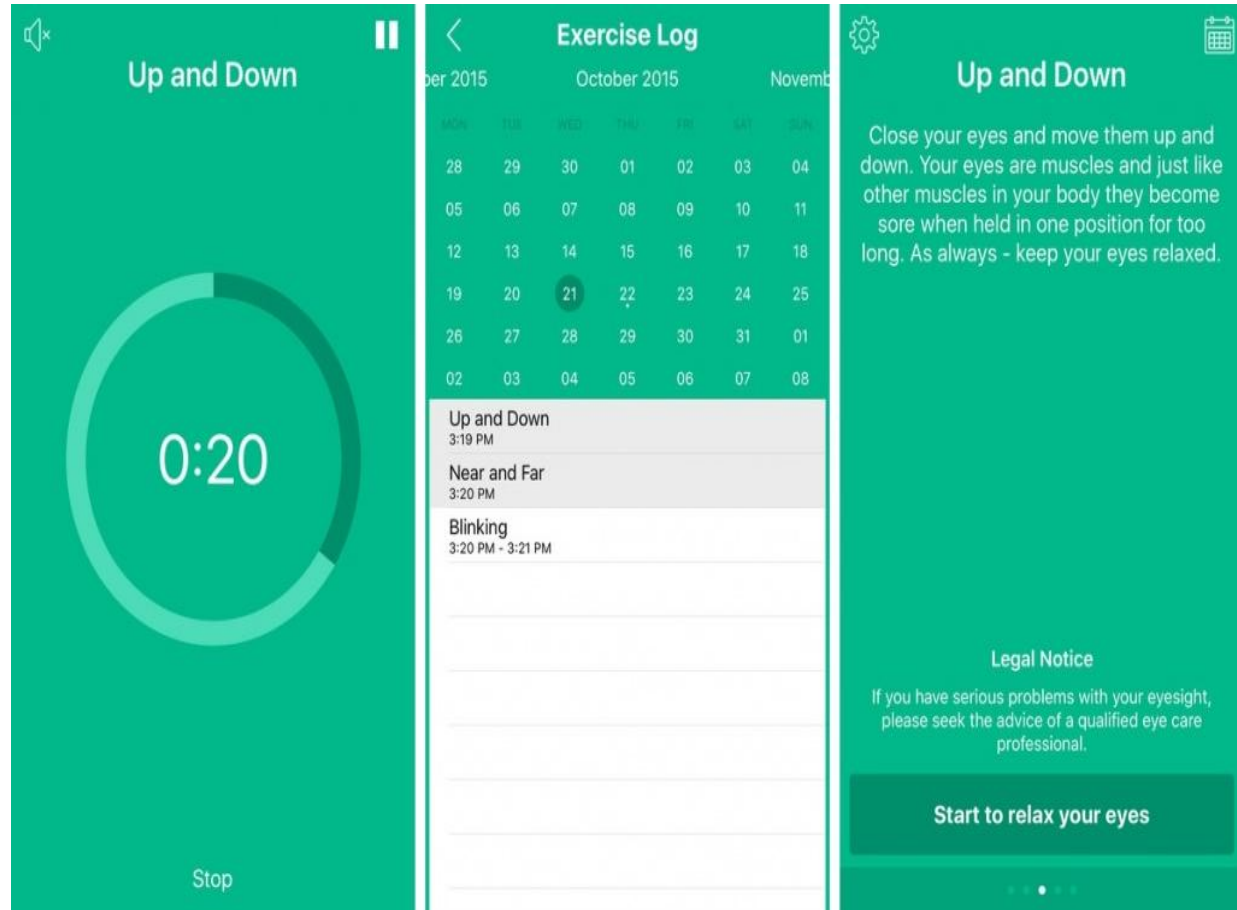 Up and Down
0:20
Stop
Exercise Log
ber 2015 October 2015 Novemb
MON TUE WED THU FRI SAT SUN
28 29 30 01 02 03 04
05 06 07 08 09 10 11
12 13 14 15 16 17 18
19 20 21 22 23 24 25
26 27 28 29 30 31 01
02 03 04 05 06 07 08
Up and Down
3:19 PM
Near and Far
3:20 PM
Blinking
3:20 PM - 3:21 PM
Up and Down
Close your eyes and move them up and
down. Your eyes are muscles and just like
other muscles in your body they become
sore when held in one position for too
long. As always - keep your eyes relaxed.
Legal Notice
If you have serious problems with your eyesight,
please seek the advice of a qualified eye care
professional.
Start to relax your eyes